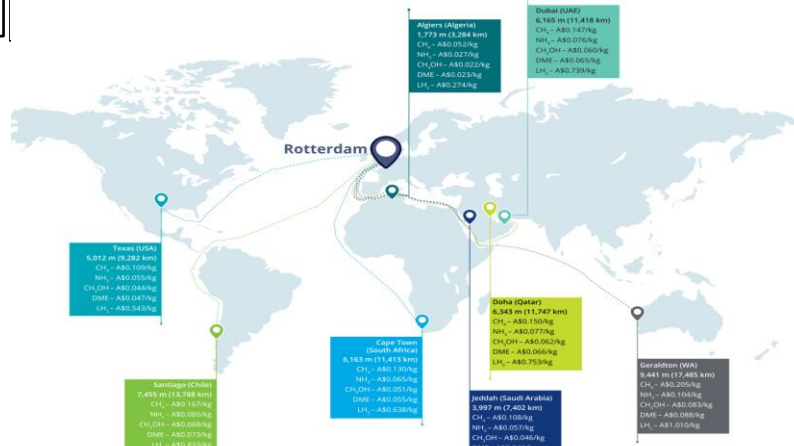 Algiers (Algeria)
1,773 m (3,284 km)
CH₄ – A$0.052/kg
NH₃ – A$0.027/kg
CH₃OH – A$0.022/kg
DME – A$0.023/kg
LH₂ – A$0.274/kg
Dubai (UAE)
6,165 m (11,418 km)
CH₄ – A$0.147/kg
NH₃ – A$0.076/kg
CH₃OH – A$0.060/kg
DME – A$0.065/kg
LH₂ – A$0.739/kg
Rotterdam
Texas (USA)
5,012 m (9,282 km)
CH₄ – A$0.109/kg
NH₃ – A$0.055/kg
CH₃OH – A$0.044/kg
DME – A$0.047/kg
LH₂ – A$0.543/kg
Santiago (Chile)
7,455 m (13,788 km)
CH₄ – A$0.167/kg
NH₃ – A$0.085/kg
CH₃OH – A$0.068/kg
DME – A$0.073/kg
Cape Town
(South Africa)
6,163 m (11,413 km)
CH₄ – A$0.130/kg
NH₃ – A$0.065/kg
CH₃OH – A$0.051/kg
DME – A$0.055/kg
LH₂ – A$0.638/kg
Doha (Qatar)
6,343 m (11,747 km)
CH₄ – A$0.150/kg
NH₃ – A$0.077/kg
CH₃OH – A$0.062/kg
DME – A$0.066/kg
LH₂ – A$0.753/kg
Jeddah (Saudi Arabia)
3,997 m (7,402 km)
CH₄ – A$0.108/kg
NH₃ – A$0.057/kg
CH₃OH – A$0.046/kg
Geraldton (WA)
9,441 m (17,485 km)
CH₄ – A$0.205/kg
NH₃ – A$0.104/kg
CH₃OH – A$0.083/kg
DME – A$0.088/kg
LH₂ – A$1.010/kg